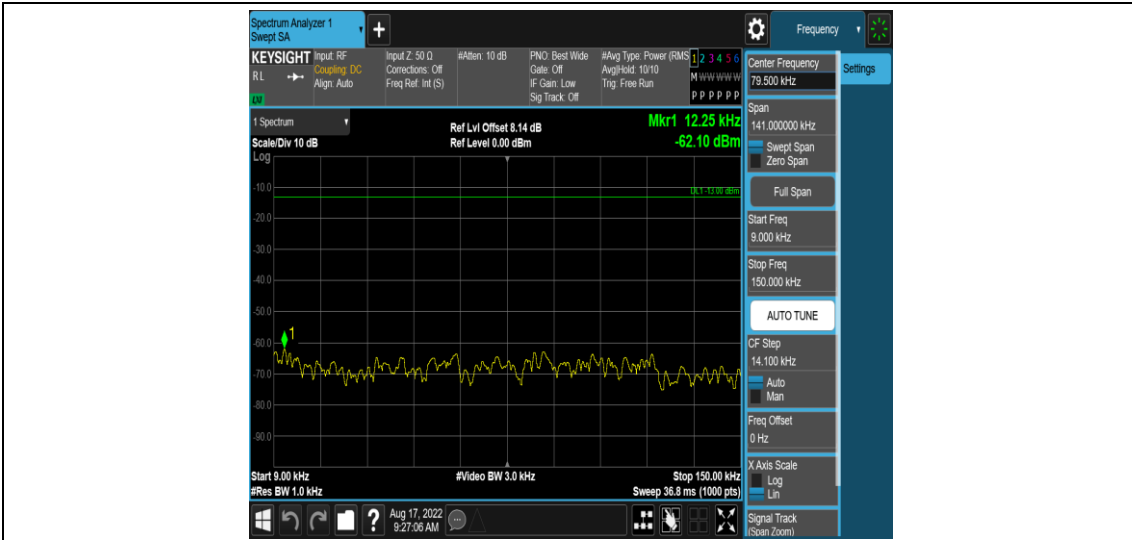 Spectrum Analyzer 1
Swept SA
+
Frequency
KEYSIGHT
RL
LXI
Input: RF
Coupling: DC
Align: Auto
Input Z: 50 Ω
Corrections: Off
Freq Ref: Int (S)
#Atten: 10 dB
PNO: Best Wide
Gate: Off
IF Gain: Low
Sig Track: Off
#Avg Type: Power (RMS
Avg|Hold: 10/10
Trig: Free Run
1 2 3 4 5 6
M W W W W W
P P P P P P
1 Spectrum
Scale/Div 10 dB
Log
Ref Lvl Offset 8.14 dB
Ref Level 0.00 dBm
Mkr1 12.25 kHz
-62.10 dBm
DL1 -13.00 dBm
-10.0
-20.0
-30.0
-40.0
-50.0
-60.0
-70.0
-80.0
-90.0
1
Start 9.00 kHz
#Res BW 1.0 kHz
#Video BW 3.0 kHz
Stop 150.00 kHz
Sweep 36.8 ms (1000 pts)
Center Frequency
79.500 kHz
Settings
Span
141.000000 kHz
Swept Span
Zero Span
Full Span
Start Freq
9.000 kHz
Stop Freq
150.000 kHz
AUTO TUNE
CF Step
14.100 kHz
Auto
Man
Freq Offset
0 Hz
X Axis Scale
Log
Lin
Signal Track
(Span Zoom)
?
Aug 17, 2022
9:27:06 AM